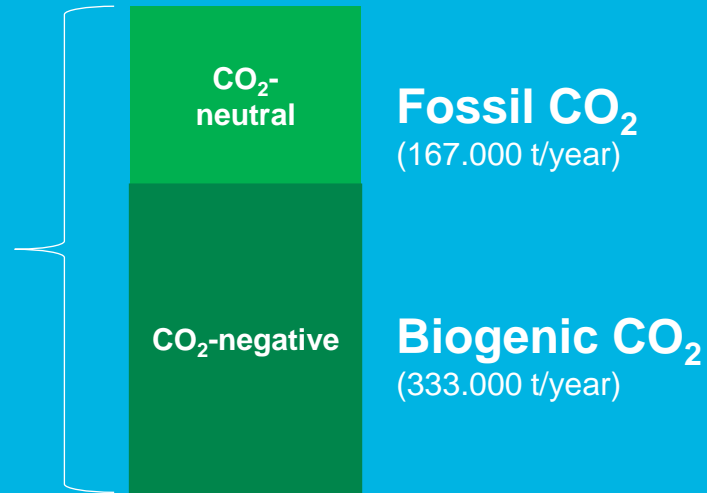 CO₂-
neutral
Fossil CO₂
(167.000 t/year)
CO₂-negative
Biogenic CO₂
(333.000 t/year)